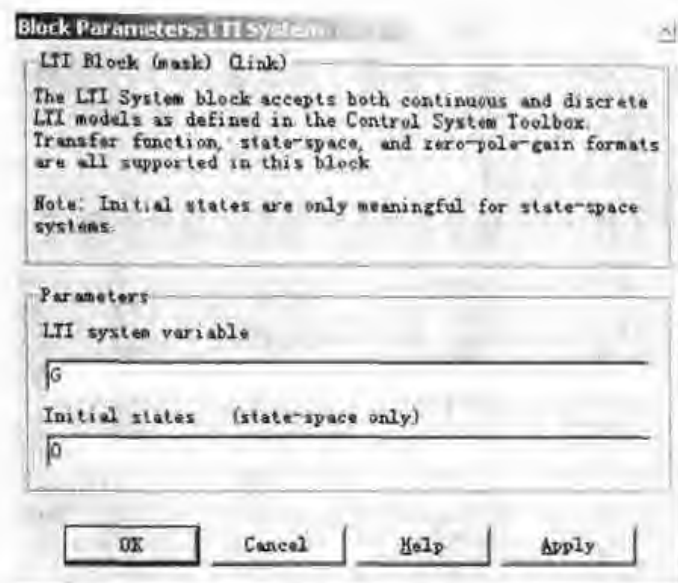 Block Parameters: LTI System
LTI Block (mask) (link)
The LTI System block accepts both continuous and discrete
LTI models as defined in the Control System Toolbox.
Transfer function, state-space, and zero-pole-gain formats
are all supported in this block
Note: Initial states are only meaningful for state-space
systems.
Parameters
LTI system variable
G
Initial states (state-space only)
0
OK
Cancel
Help
Apply